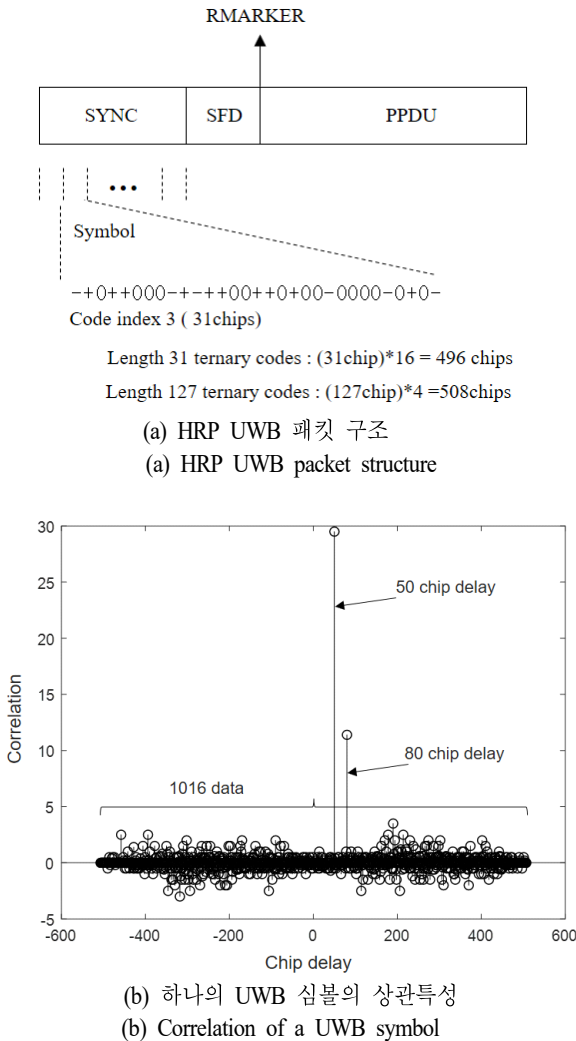 RMARKER
SYNC
SFD
PPDU
...
Symbol
-+0++000-+-++00++0+00-0000-0+0-
Code index 3 ( 31chips)
Length 31 ternary codes : (31chip)*16 = 496 chips
Length 127 ternary codes : (127chip)*4 =508chips
(a) HRP UWB 패킷 구조
(a) HRP UWB packet structure
30
25
20
15
10
5
0
-5
Correlation
50 chip delay
80 chip delay
1016 data
-600
-400
-200
0
200
400
600
Chip delay
(b) 하나의 UWB 심볼의 상관특성
(b) Correlation of a UWB symbol